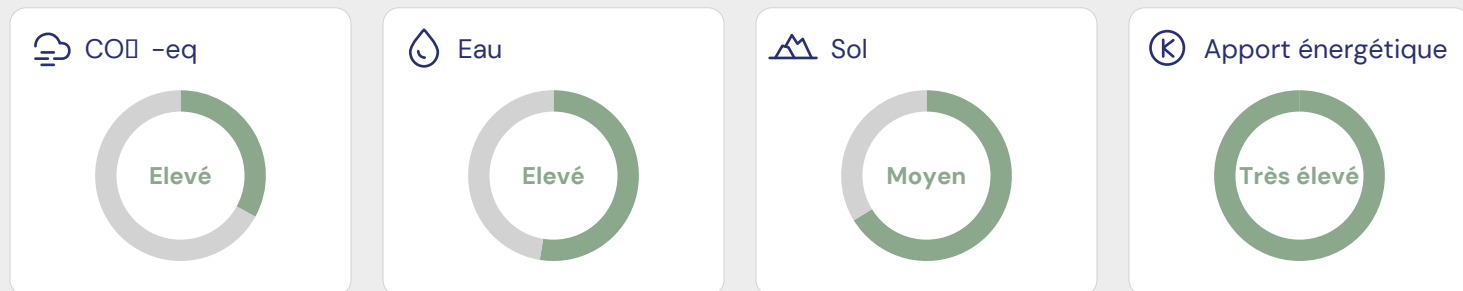 CO▯ -eq
Elevé
Eau
Elevé
Sol
Moyen
Apport énergétique
Très élevé